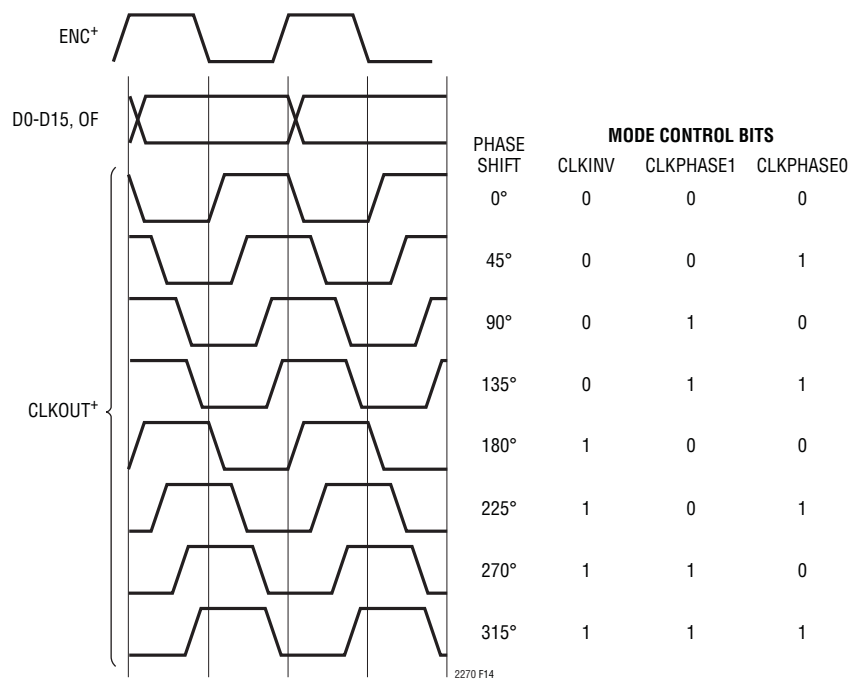 ENC+
D0-D15, OF
CLKOUT+
MODE CONTROL BITS
PHASE SHIFT CLKINV CLKPHASE1 CLKPHASE0
0° 0 0 0
45° 0 0 1
90° 0 1 0
135° 0 1 1
180° 1 0 0
225° 1 0 1
270° 1 1 0
315° 1 1 1
2270 F14